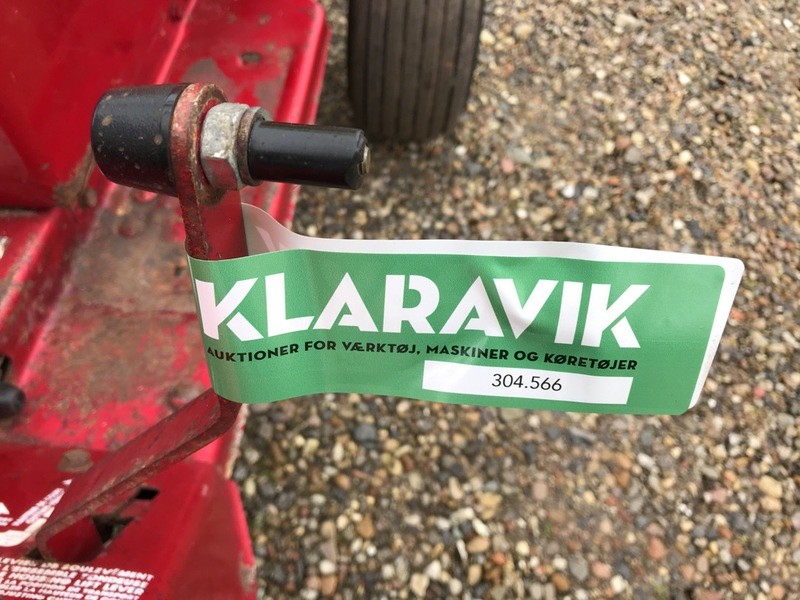 KLARAVIK
AUKTIONER FOR VÆRKTØJ, MASKINER OG KØRETØJER
304.566